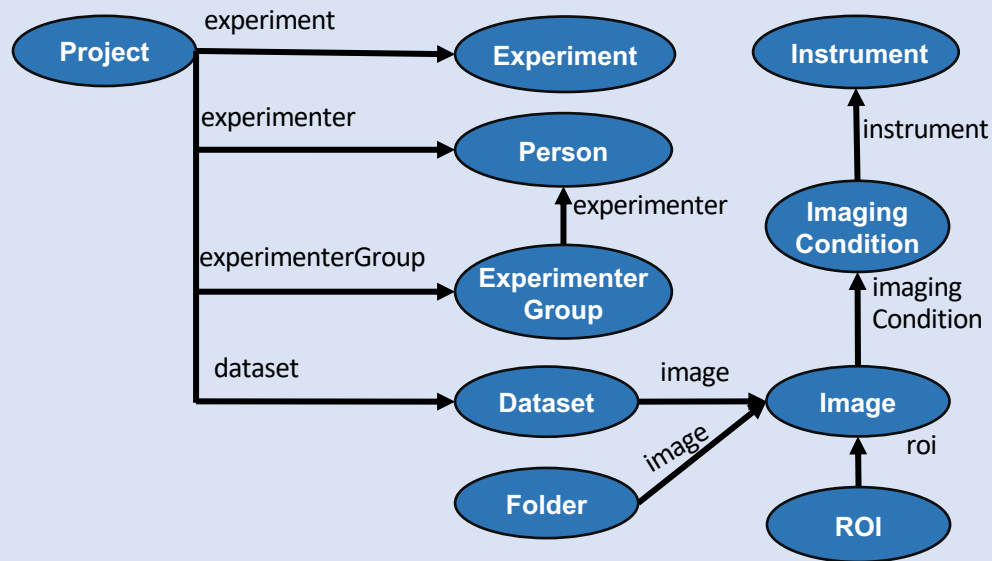 Project
experiment
Experiment
Instrument
experimenter
Person
instrument
experimenter
Imaging
Condition
experimenterGroup
Experimenter
Group
imaging
Condition
dataset
Dataset
image
Image
image
roi
Folder
ROI